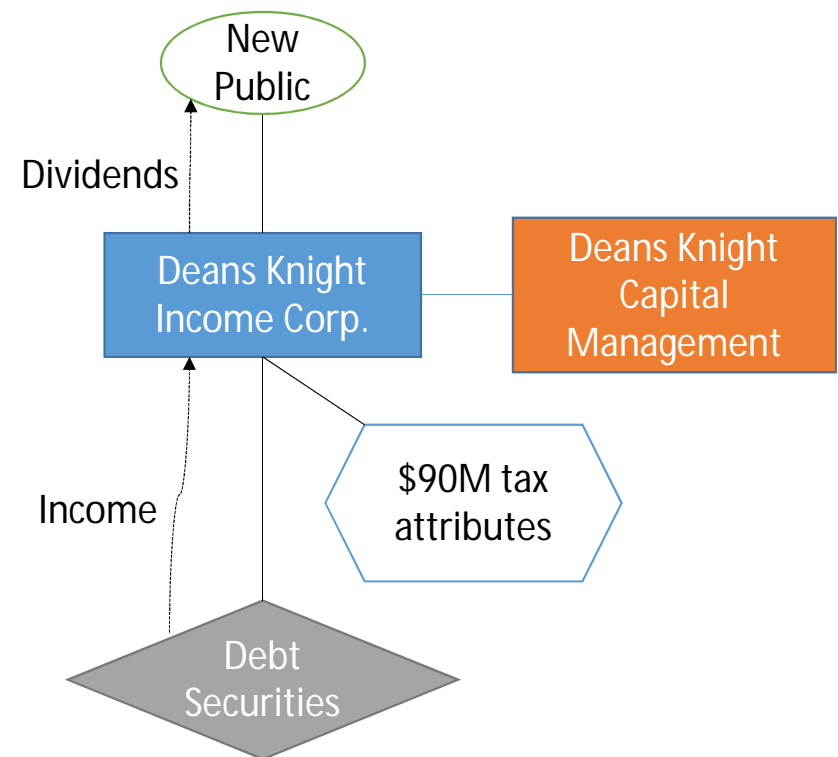 New
Public
Dividends
Deans Knight
Income Corp.
Deans Knight
Capital
Management
$90M tax
attributes
Income
Debt
Securities